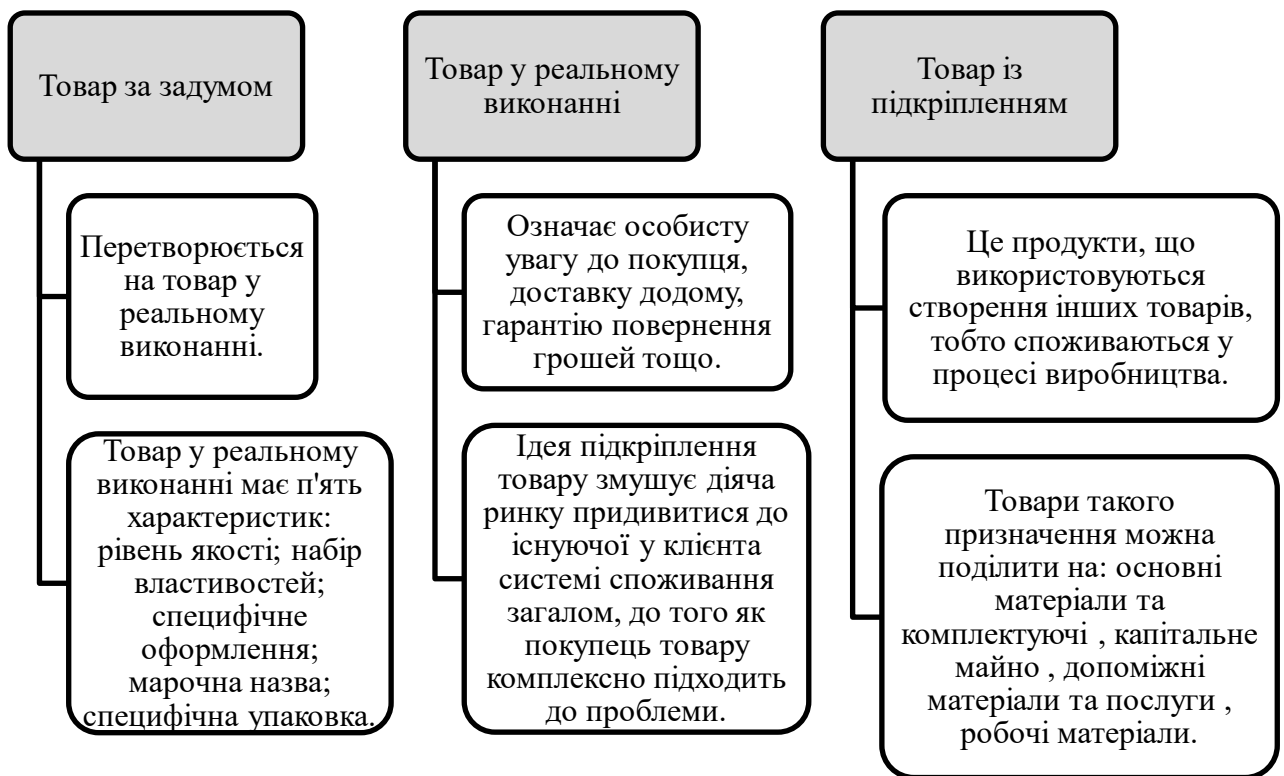 Товар за задумом
Перетворюється
на товар у
реальному
виконанні.
Товар у реальному
виконанні має п'ять
характеристик:
рівень якості; набір
властивостей;
специфічне
оформлення;
марочна назва;
специфічна упаковка.
Товар у реальному
виконанні
Означає особисту
увагу до покупця,
доставку додому,
гарантію повернення
грошей тощо.
Ідея підкріплення
товару змушує діяча
ринку придивитися до
існуючої у клієнта
системі споживання
загалом, до того як
покупець товару
комплексно підходить
до проблеми.
Товар із
підкріпленням
Це продукти, що
використовуються
створення інших товарів,
тобто споживаються у
процесі виробництва.
Товари такого
призначення можна
поділити на: основні
матеріали та
комплектуючі , капітальне
майно , допоміжні
матеріали та послуги ,
робочі матеріали.